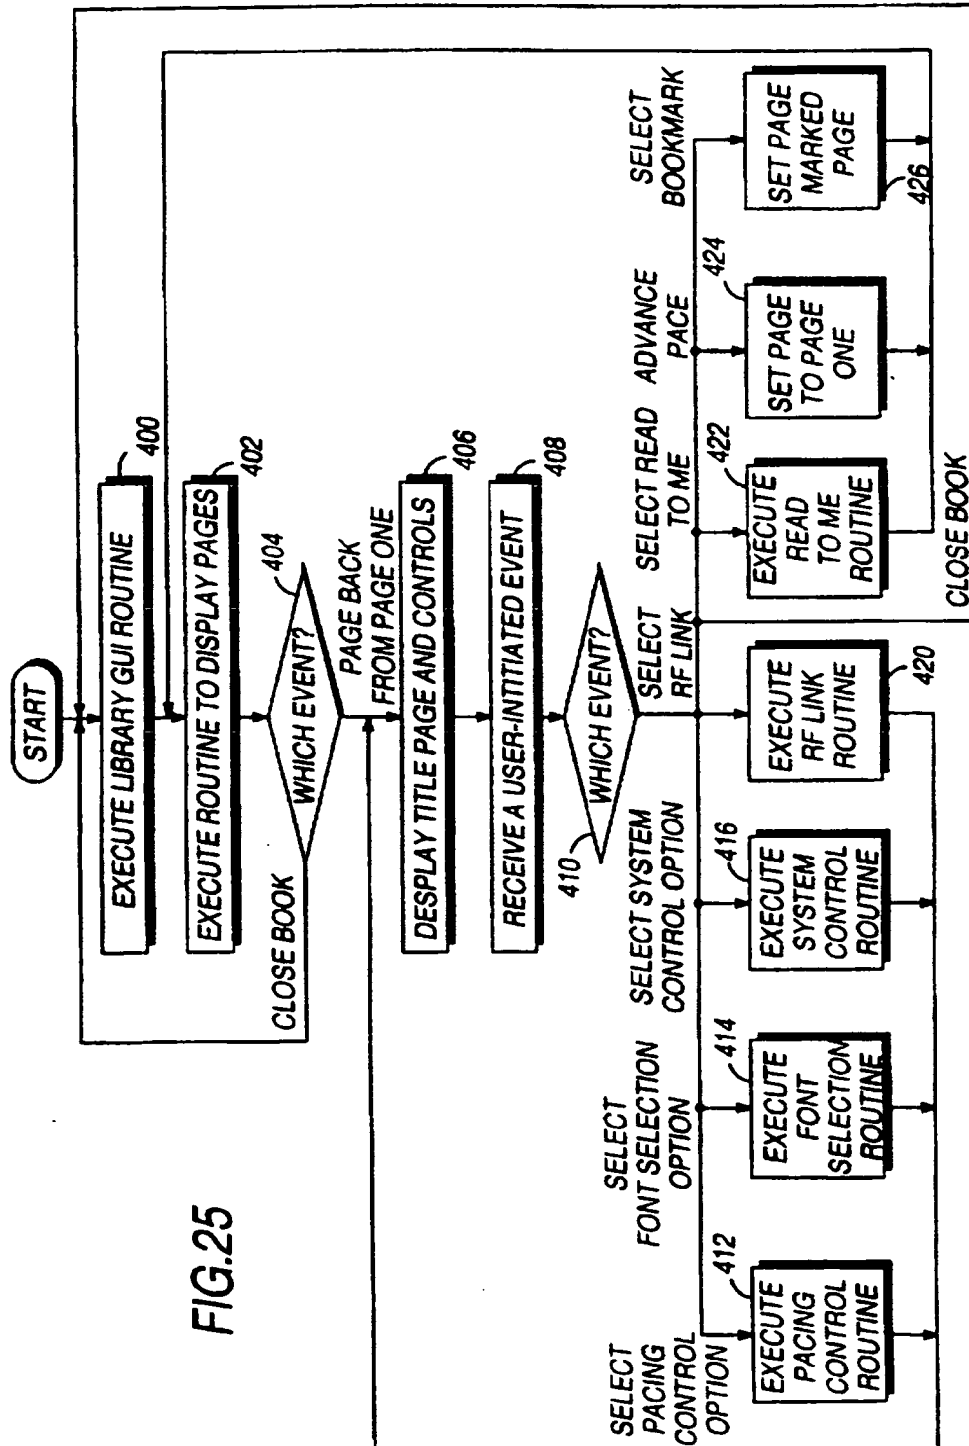 FIG.25
START
EXECUTE LIBRARY GUI ROUTINE
400
EXECUTE ROUTINE TO DISPLAY PAGES
402
WHICH EVENT?
404
CLOSE BOOK
PAGE BACK
FROM PAGE ONE
DESPLAY TITLE PAGE AND CONTROLS
406
RECEIVE A USER-INTITIATED EVENT
408
WHICH EVENT?
410
SELECT
PACING
CONTROL
OPTION
SELECT
FONT SELECTION
OPTION
SELECT SYSTEM
CONTROL OPTION
SELECT
RF LINK
SELECT READ
TO ME
ADVANCE
PACE
SELECT
BOOKMARK
412
EXECUTE
PACING
CONTROL
ROUTINE
414
EXECUTE
FONT
SELECTION
ROUTINE
416
EXECUTE
SYSTEM
CONTROL
ROUTINE
EXECUTE
RF LINK
ROUTINE
420
422
EXECUTE
READ
TO ME
ROUTINE
424
SET PAGE
TO PAGE
ONE
SET PAGE
MARKED
PAGE
426
CLOSE BOOK